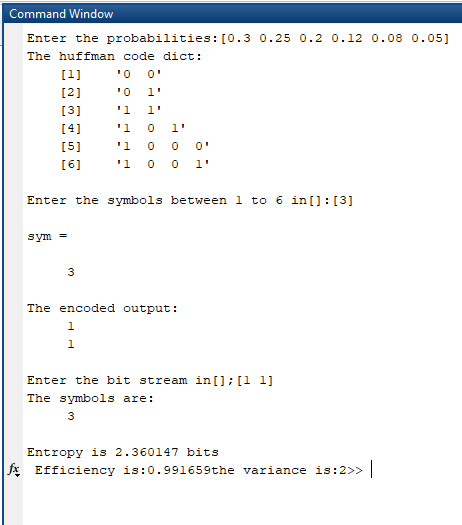 Command Window
Enter the probabilities:[0.3 0.25 0.2 0.12 0.08 0.05]
The huffman code dict:
[1] '0 0'
[2] '0 1'
[3] '1 1'
[4] '1 0 1'
[5] '1 0 0 0'
[6] '1 0 0 1'
Enter the symbols between 1 to 6 in[]:[3]
sym =
3
The encoded output:
1
1
Enter the bit stream in[];[1 1]
The symbols are:
3
Entropy is 2.360147 bits
fx Efficiency is:0.991659the variance is:2>>